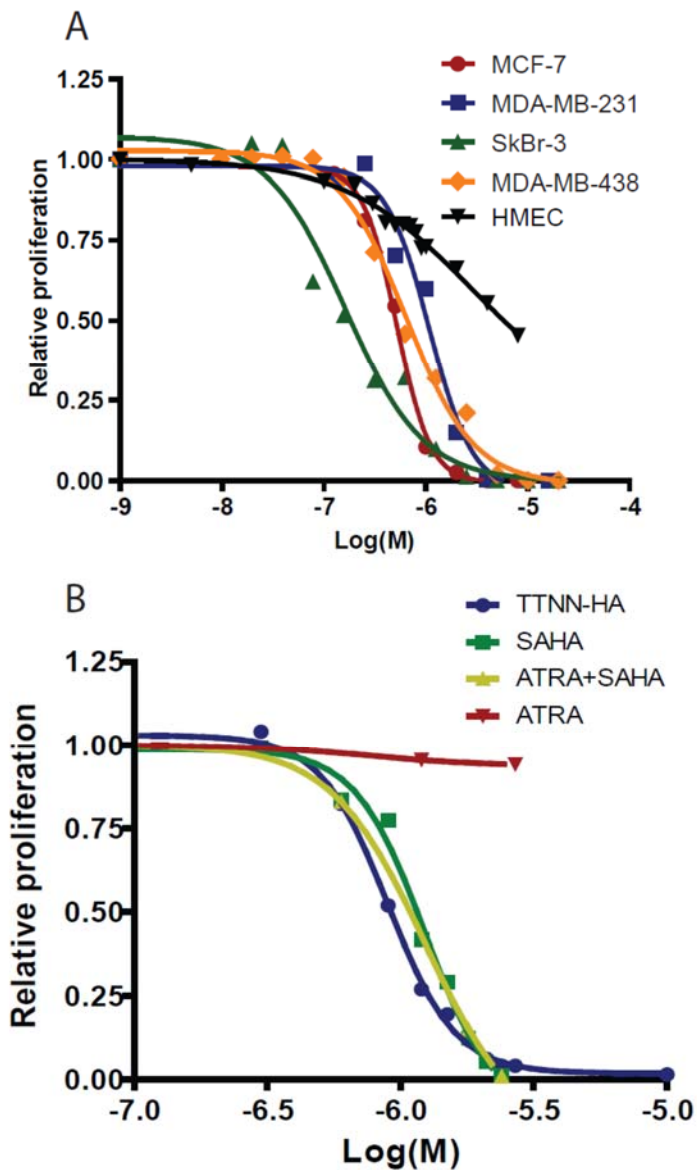 A
MCF-7
MDA-MB-231
SkBr-3
MDA-MB-438
HMEC
1.25
1.00
0.75
0.50
0.25
0.00
Relative proliferation
-9 -8 -7 -6 -5 -4
Log(M)
B
TTNN-HA
SAHA
ATRA+SAHA
ATRA
1.25
1.00
0.75
0.50
0.25
0.00
Relative proliferation
-7.0 -6.5 -6.0 -5.5 -5.0
Log(M)